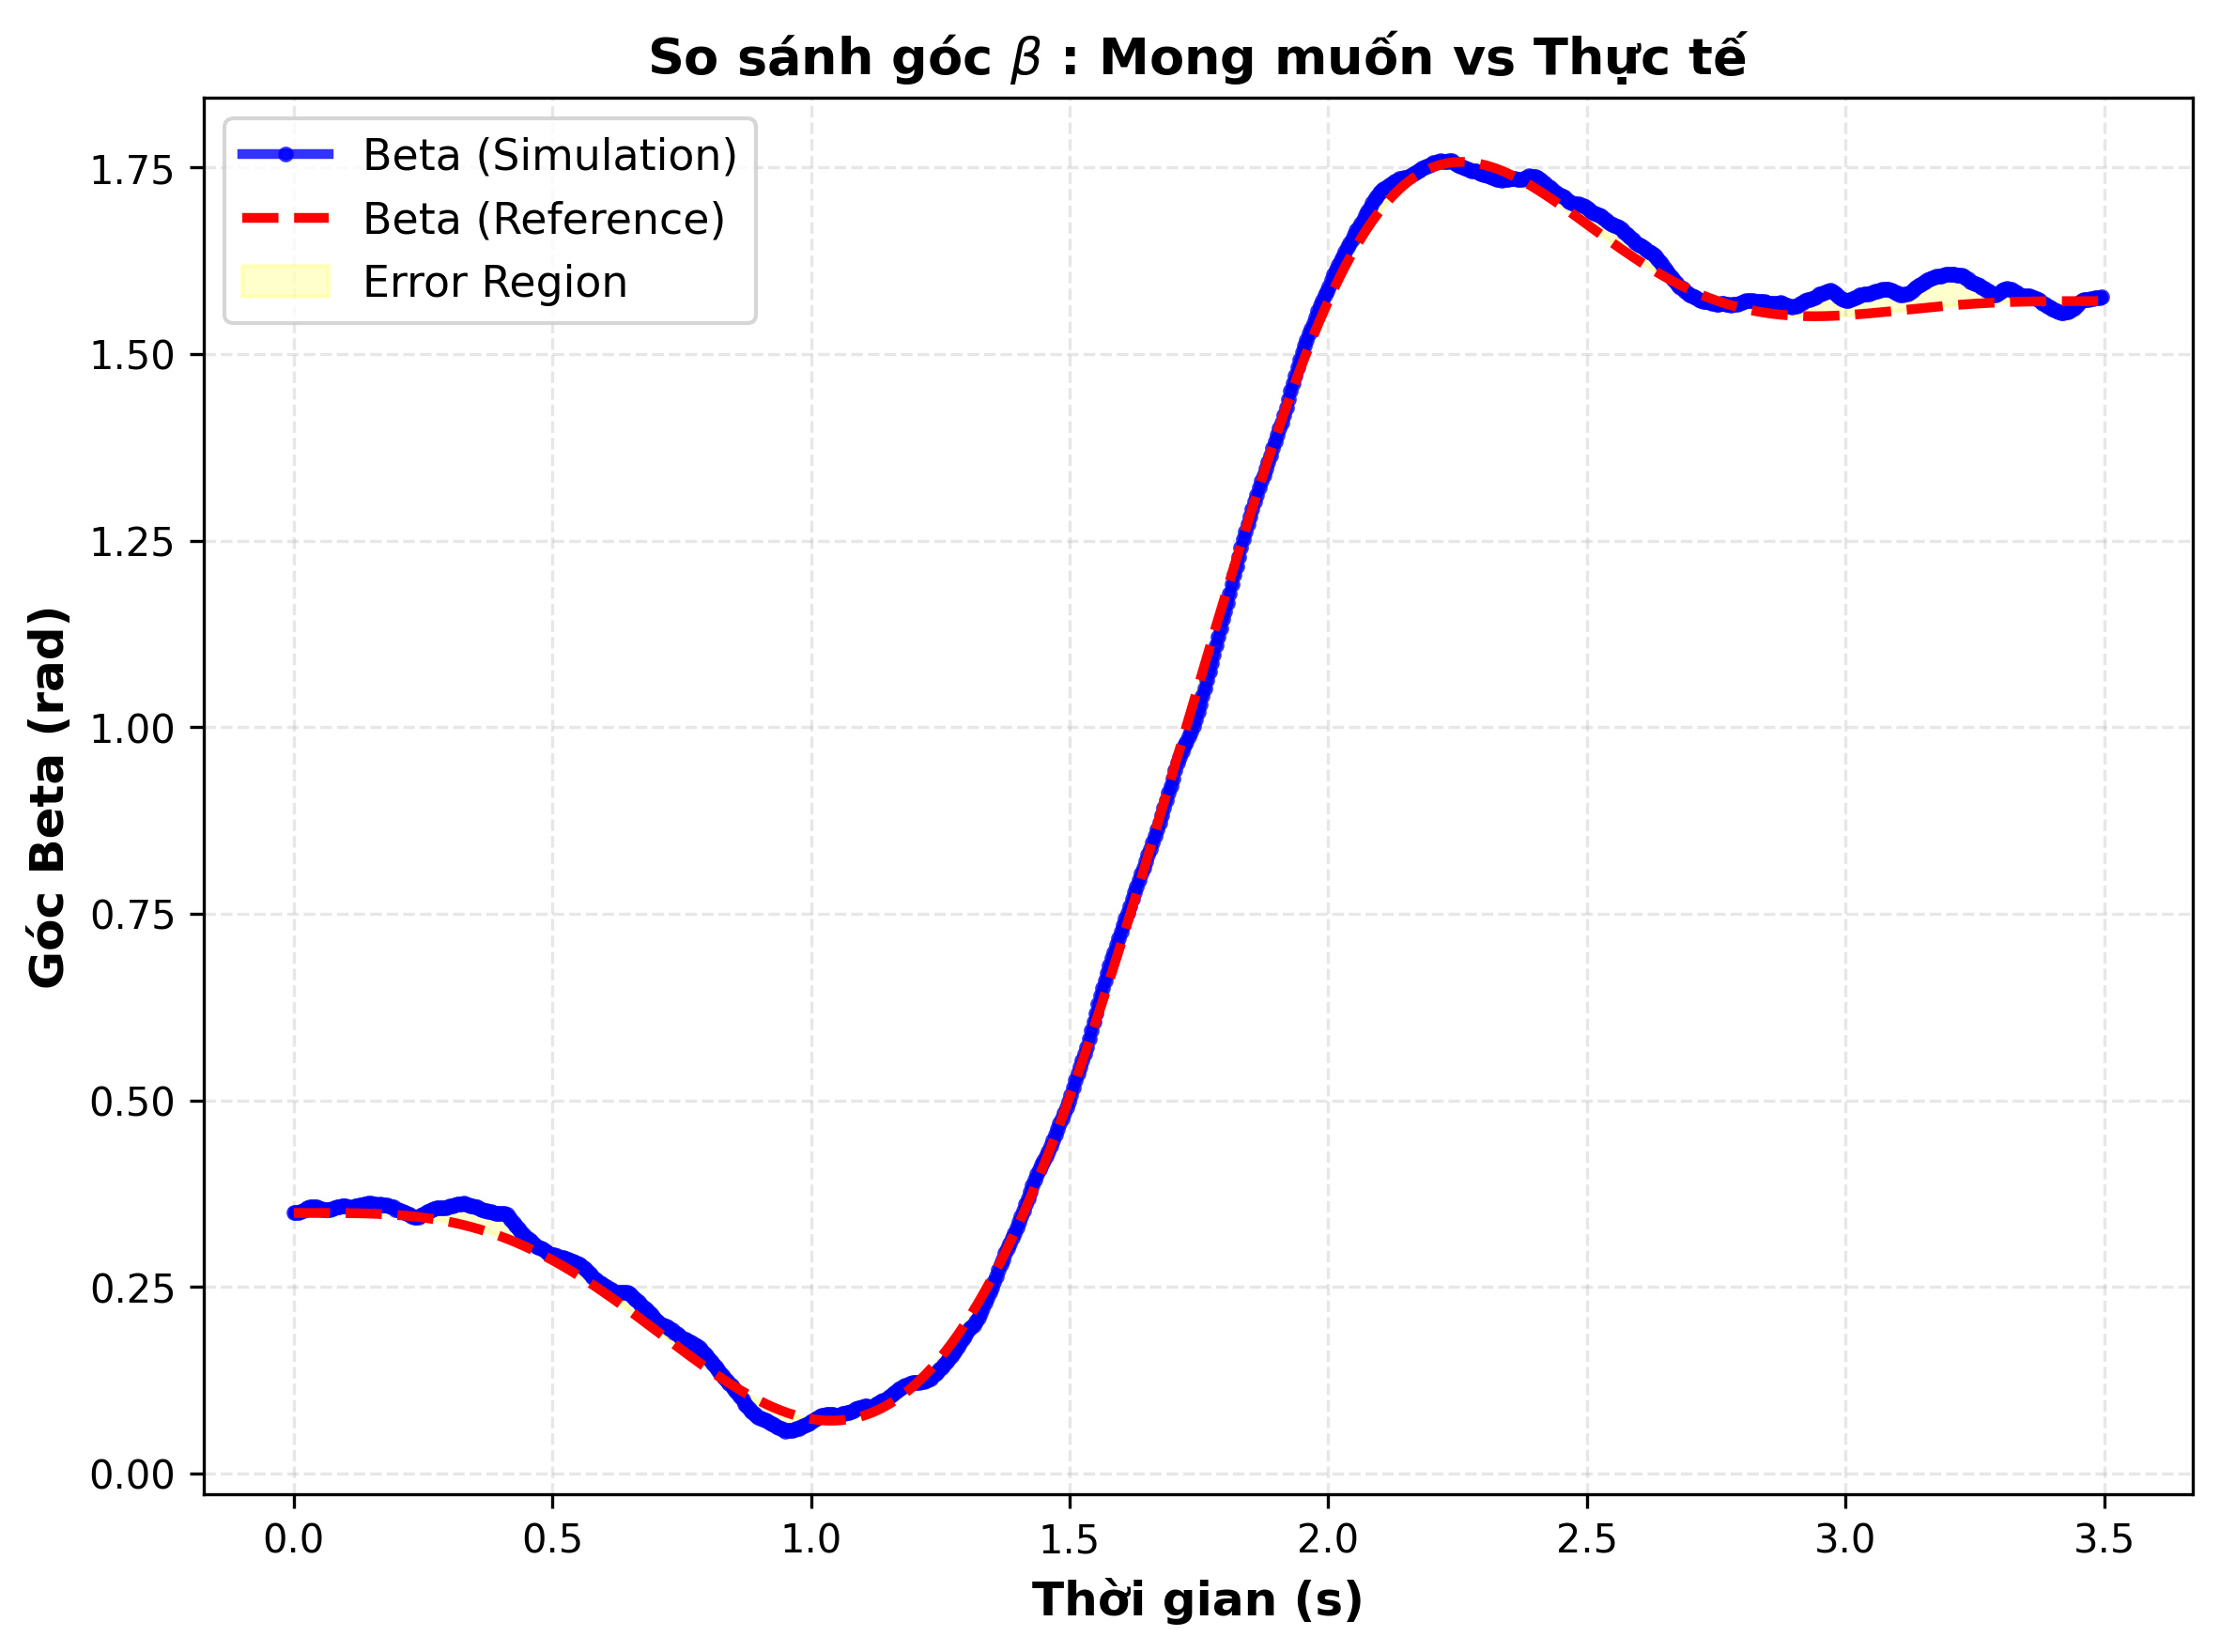 So sánh góc β : Mong muốn vs Thực tế
Beta (Simulation)
Beta (Reference)
Error Region
Góc Beta (rad)
1.75
1.50
1.25
1.00
0.75
0.50
0.25
0.00
0.0 0.5 1.0 1.5 2.0 2.5 3.0 3.5
Thời gian (s)